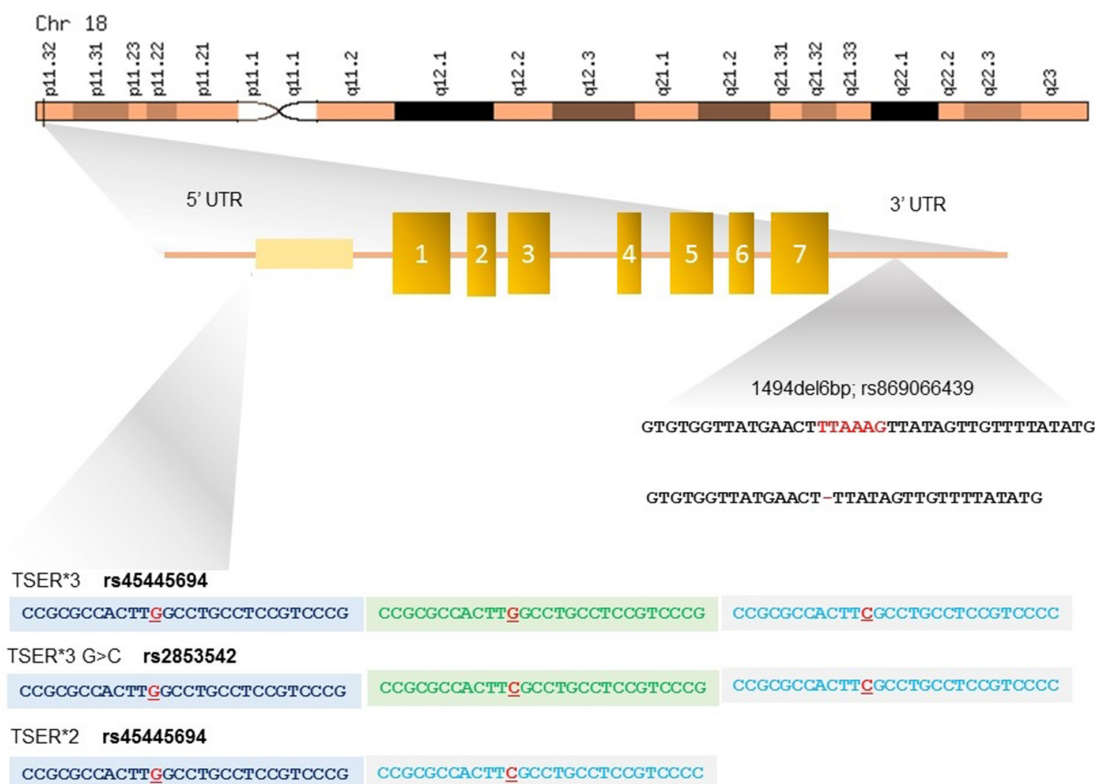 Chr 18
p11.32 p11.31 p11.23 p11.22 p11.21 p11.1 q11.1 q11.2 q12.1 q12.2 q12.3 q21.1 q21.2 q21.31 q21.32 q21.33 q22.1 q22.2 q22.3 q23
5' UTR
3' UTR
1 2 3 4 5 6 7
1494del6bp; rs869066439
GTGTGGTTATGAACTTTAAAGTTATAGTTGTTTTATATG
GTGTGGTTATGAACT-TTATAGTTGTTTTATATG
TSER*3 rs45445694
CCGCGCCACTTGGCCTGCCTCCGTCCCG CCGCGCCACTTGGCCTGCCTCCGTCCCG CCGCGCCACTTCGCCTGCCTCCGTCCCC
TSER*3 G>C rs2853542
CCGCGCCACTTGGCCTGCCTCCGTCCCG CCGCGCCACTTCGCCTGCCTCCGTCCCG CCGCGCCACTTCGCCTGCCTCCGTCCCC
TSER*2 rs45445694
CCGCGCCACTTGGCCTGCCTCCGTCCCG CCGCGCCACTTCGCCTGCCTCCGTCCCC